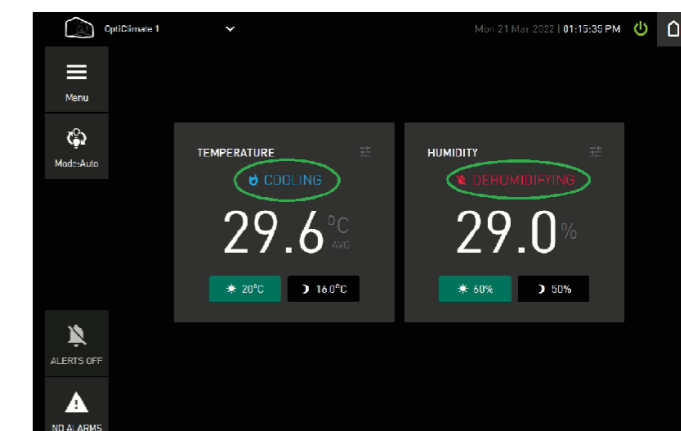 OptiClimate 1
Mon 21 Mar 2022 | 01:15:35 PM
Menu
Mode:Auto
TEMPERATURE
COOLING
29.6 °C
AVG
20°C
16.0°C
HUMIDITY
DEHUMIDIFYING
29.0 %
60%
50%
ALERTS OFF
NO ALARMS